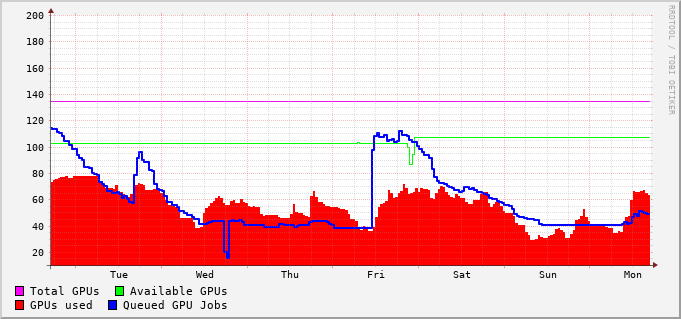 200
180
160
140
120
100
80
60
40
20
Tue Wed Thu Fri Sat Sun Mon
RRDTOOL / TOBI OETIKER
Total GPUs Available GPUs
GPUs used Queued GPU Jobs